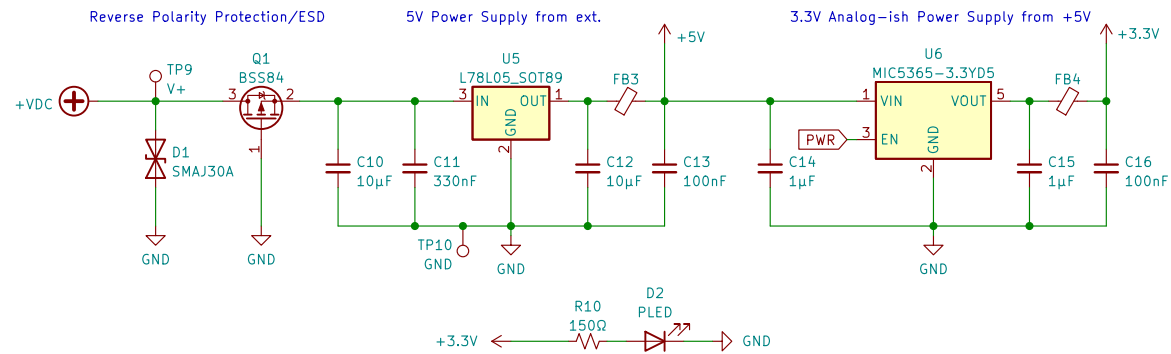 Reverse Polarity Protection/ESD
5V Power Supply from ext.
3.3V Analog-ish Power Supply from +5V
+VDC
TP9
V+
Q1
BSS84
3
2
1
D1
SMAJ30A
GND
GND
C10
10µF
C11
330nF
U5
L78L05_SOT89
3
IN
OUT
1
GND
2
TP10
GND
GND
C12
10µF
FB3
+5V
C13
100nF
C14
1µF
PWR
U6
MIC5365-3.3YD5
1
VIN
VOUT
5
3
EN
GND
2
GND
C15
1µF
FB4
+3.3V
C16
100nF
+3.3V
R10
150Ω
D2
PLED
GND